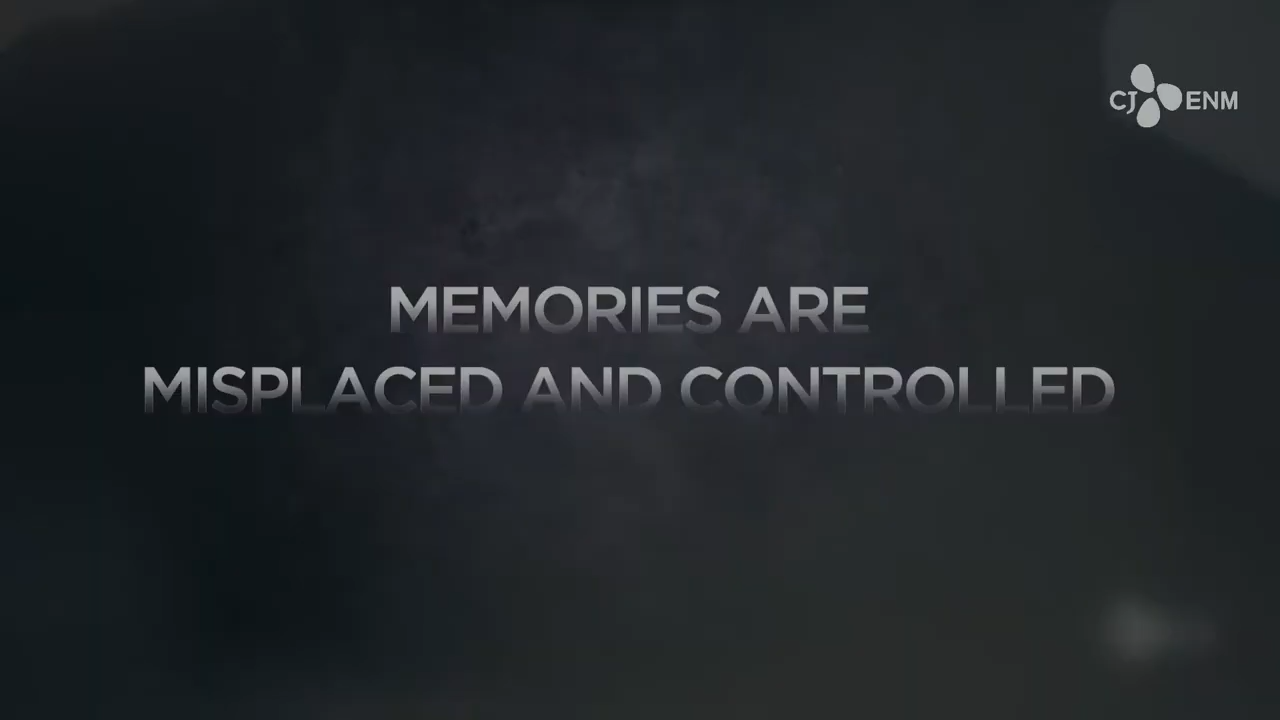 CJ ENM
MEMORIES ARE
MISPLACED AND CONTROLLED